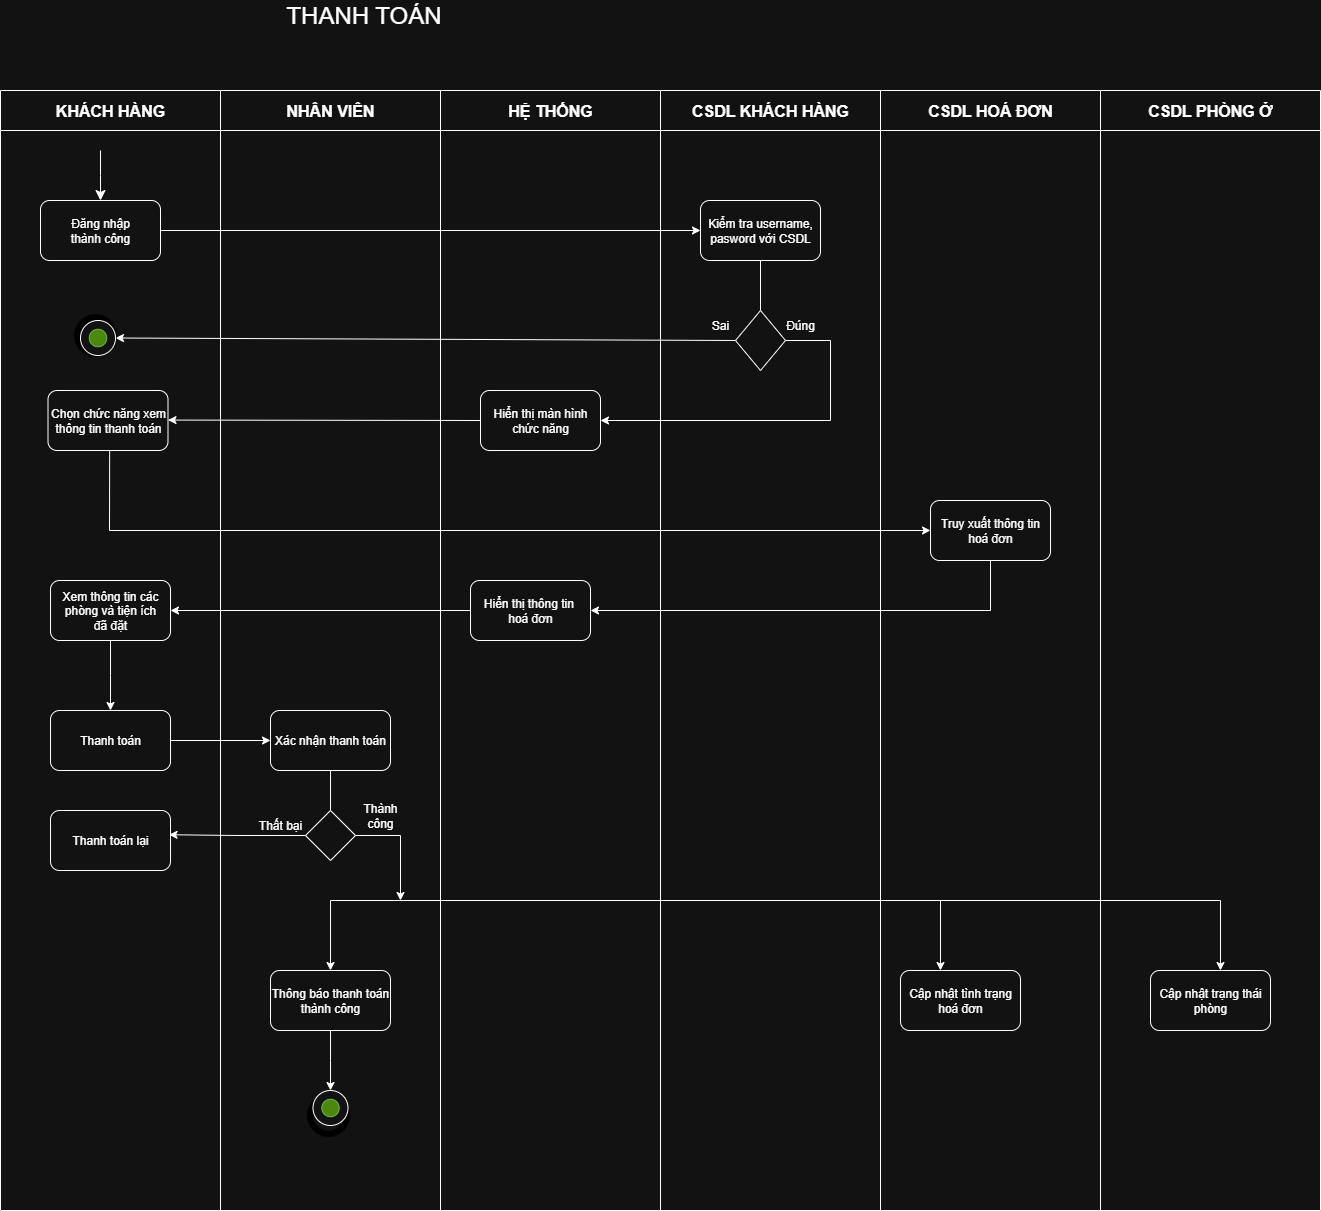 THANH TOÁN
KHÁCH HÀNG
NHÂN VIÊN
HỆ THỐNG
CSDL KHÁCH HÀNG
CSDL HOÁ ĐƠN
CSDL PHÒNG Ở
Đăng nhập
thành công
Kiểm tra username,
pasword với CSDL
Sai
Đúng
Chọn chức năng xem
thông tin thanh toán
Hiển thị màn hình
chức năng
Truy xuất thông tin
hoá đơn
Xem thông tin các
phòng và tiện ích
đã đặt
Hiển thị thông tin
hoá đơn
Thanh toán
Xác nhận thanh toán
Thất bại
Thành
công
Thanh toán lại
Thông báo thanh toán
thành công
Cập nhật tình trạng
hoá đơn
Cập nhật trạng thái
phòng